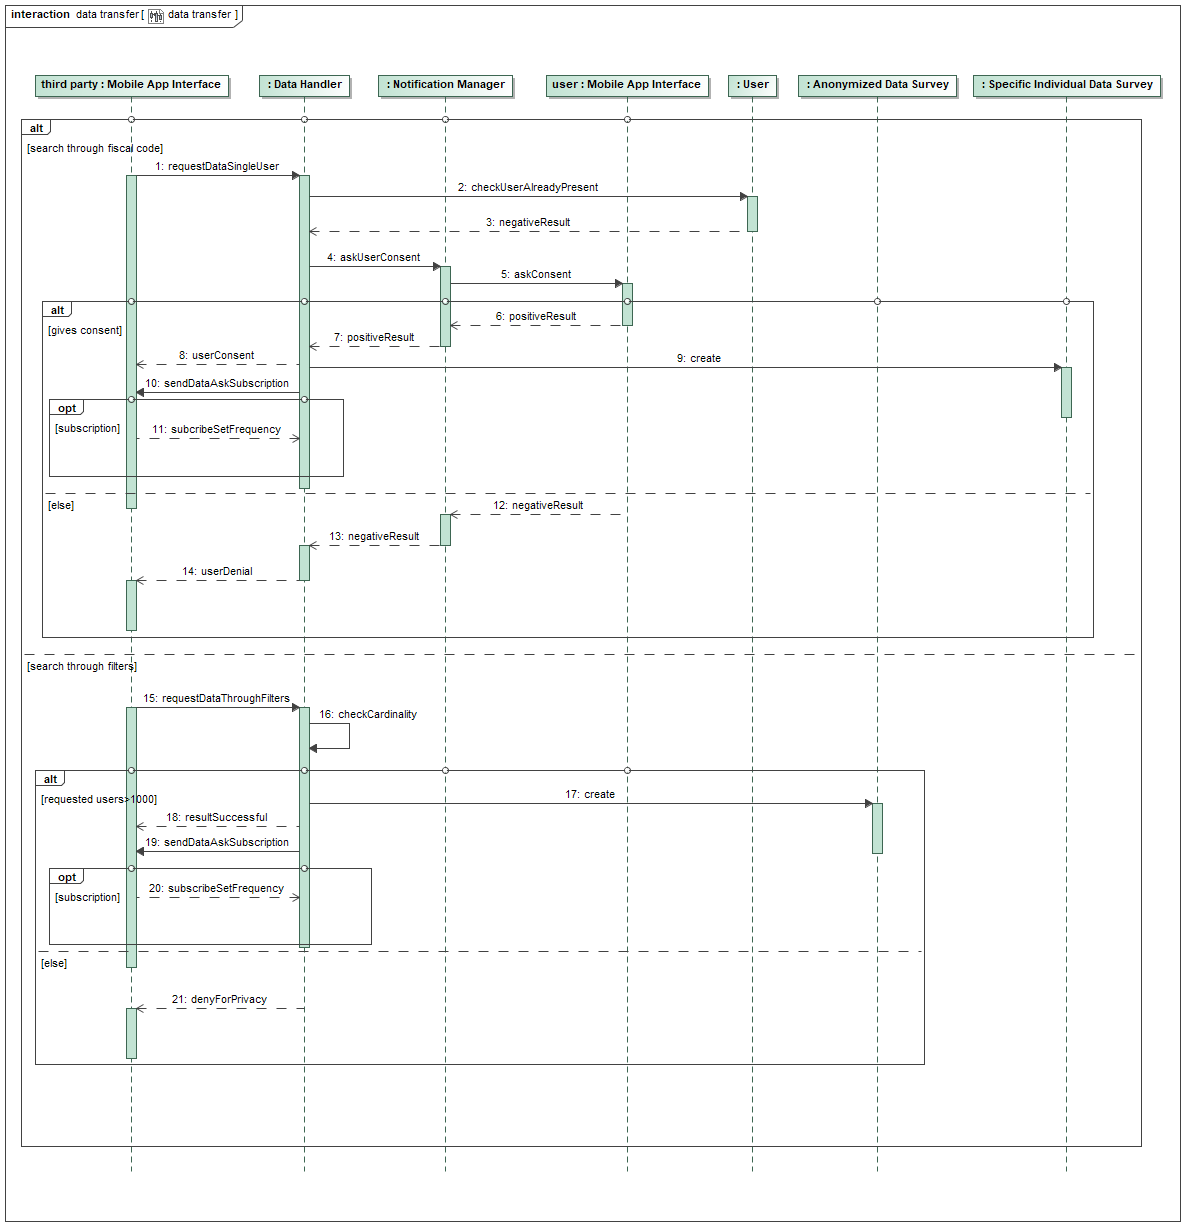 interaction data transfer [ data transfer ]
third party : Mobile App Interface
: Data Handler
: Notification Manager
user : Mobile App Interface
: User
: Anonymized Data Survey
: Specific Individual Data Survey
alt
[search through fiscal code]
1: requestDataSingleUser
2: checkUserAlreadyPresent
3: negativeResult
4: askUserConsent
5: askConsent
alt
[gives consent]
6: positiveResult
7: positiveResult
8: userConsent
9: create
10: sendDataAskSubscription
opt
[subscription]
11: subcribeSetFrequency
[else]
12: negativeResult
13: negativeResult
14: userDenial
[search through filters]
15: requestDataThroughFilters
16: checkCardinality
alt
[requested users>1000]
17: create
18: resultSuccessful
19: sendDataAskSubscription
opt
[subscription]
20: subscribeSetFrequency
[else]
21: denyForPrivacy